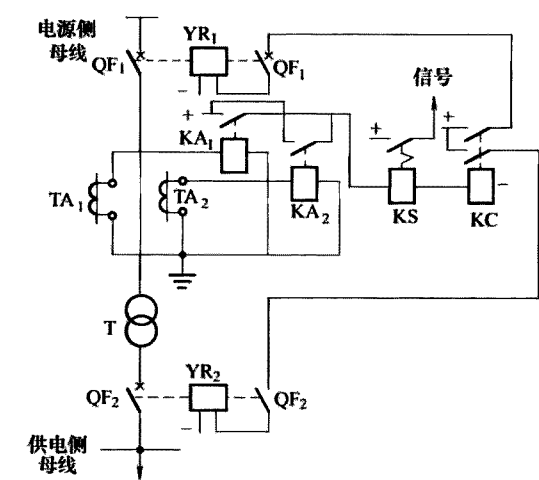 电源侧
母线
QF1
YR1
QF1
−
信号
+
KA1
+
+
TA1
TA2
KA2
KS
KC
−
T
YR2
QF2
QF2
−
供电侧
母线